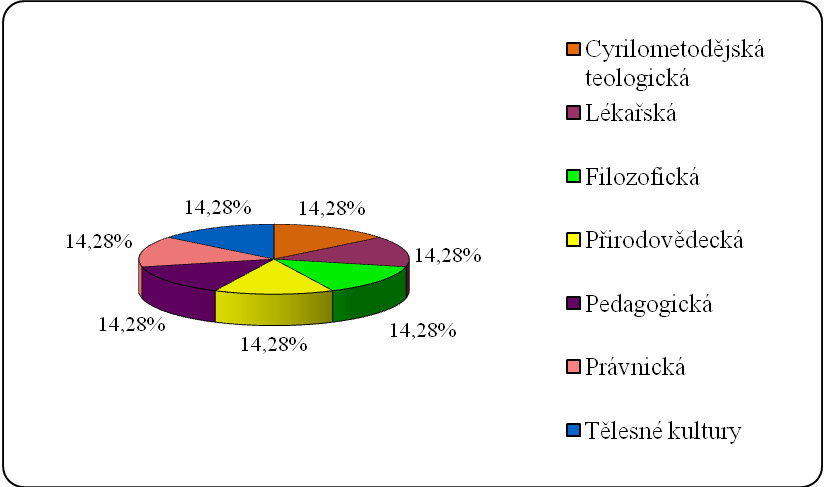 Cyrilometodějská
teologická
Lékařská
Filozofická
Přírodovědecká
Pedagogická
Právnická
Tělesné kultury
14,28%
14,28%
14,28%
14,28%
14,28%
14,28%
14,28%